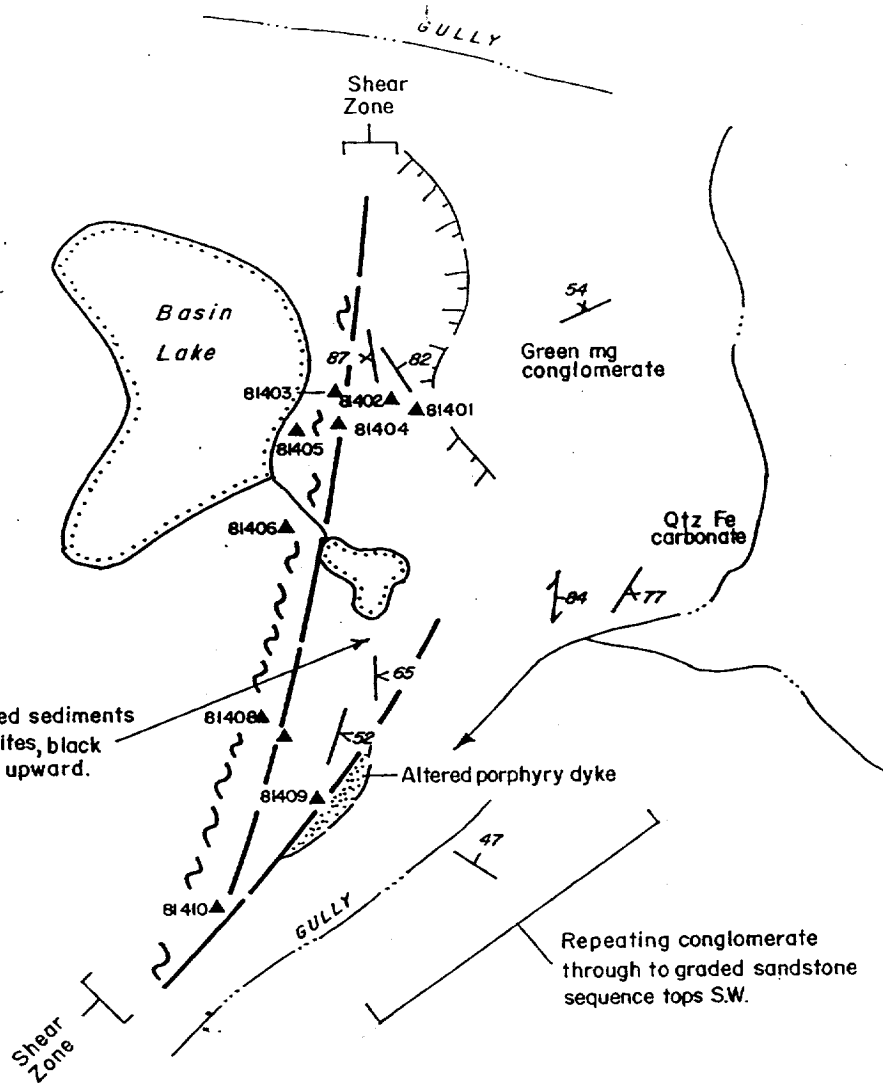 GULLY
Shear
Zone
Basin
Lake
54
Green mg
conglomerate
87
82
81403
81402
81401
81404
81405
Qtz Fe
carbonate
81406
84
77
65
ed sediments
ites, black
upward.
81408
52
Altered porphyry dyke
81409
47
81410
GULLY
Repeating conglomerate
through to graded sandstone
sequence tops S.W.
Shear
Zone